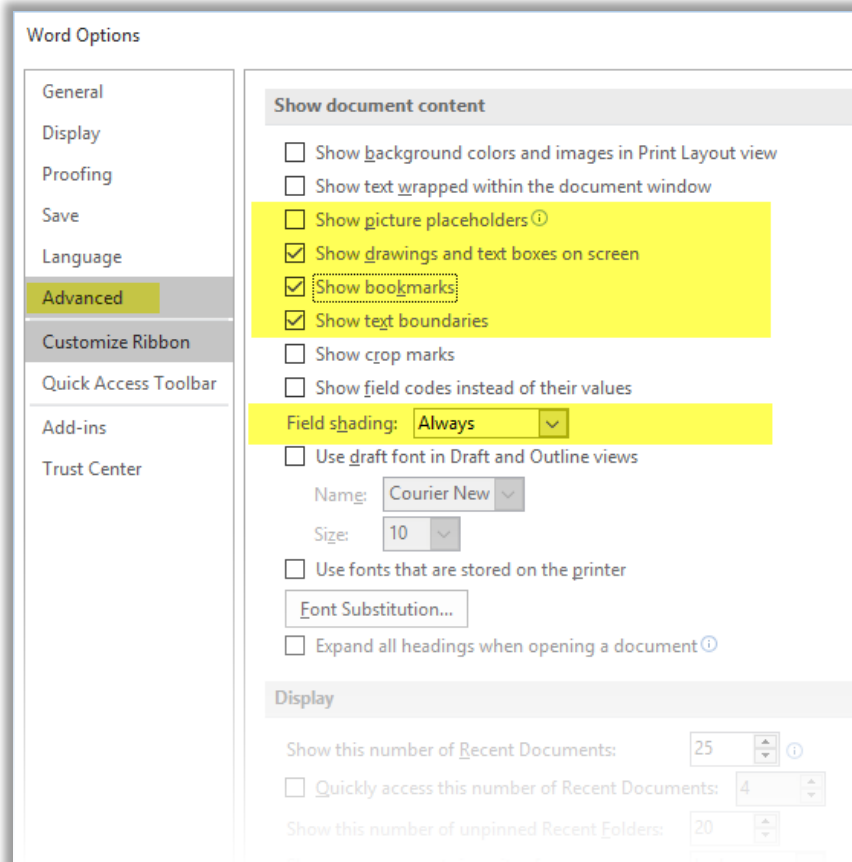 Word Options
General
Display
Proofing
Save
Language
Advanced
Customize Ribbon
Quick Access Toolbar
Add-ins
Trust Center
Show document content
Show background colors and images in Print Layout view
Show text wrapped within the document window
Show picture placeholders
Show drawings and text boxes on screen
Show bookmarks
Show text boundaries
Show crop marks
Show field codes instead of their values
Field shading: Always
Use draft font in Draft and Outline views
Name: Courier New
Size: 10
Use fonts that are stored on the printer
Font Substitution...
Expand all headings when opening a document
Display
Show this number of Recent Documents: 25
Quickly access this number of Recent Documents: 4
Show this number of unpinned Recent Folders: 20